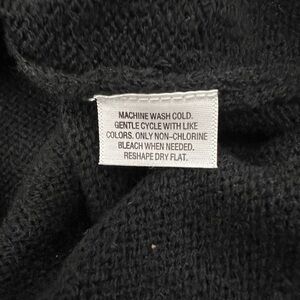 MACHINE WASH COLD.
GENTLE CYCLE WITH LIKE
COLORS. ONLY NON-CHLORINE
BLEACH WHEN NEEDED.
RESHAPE DRY FLAT.